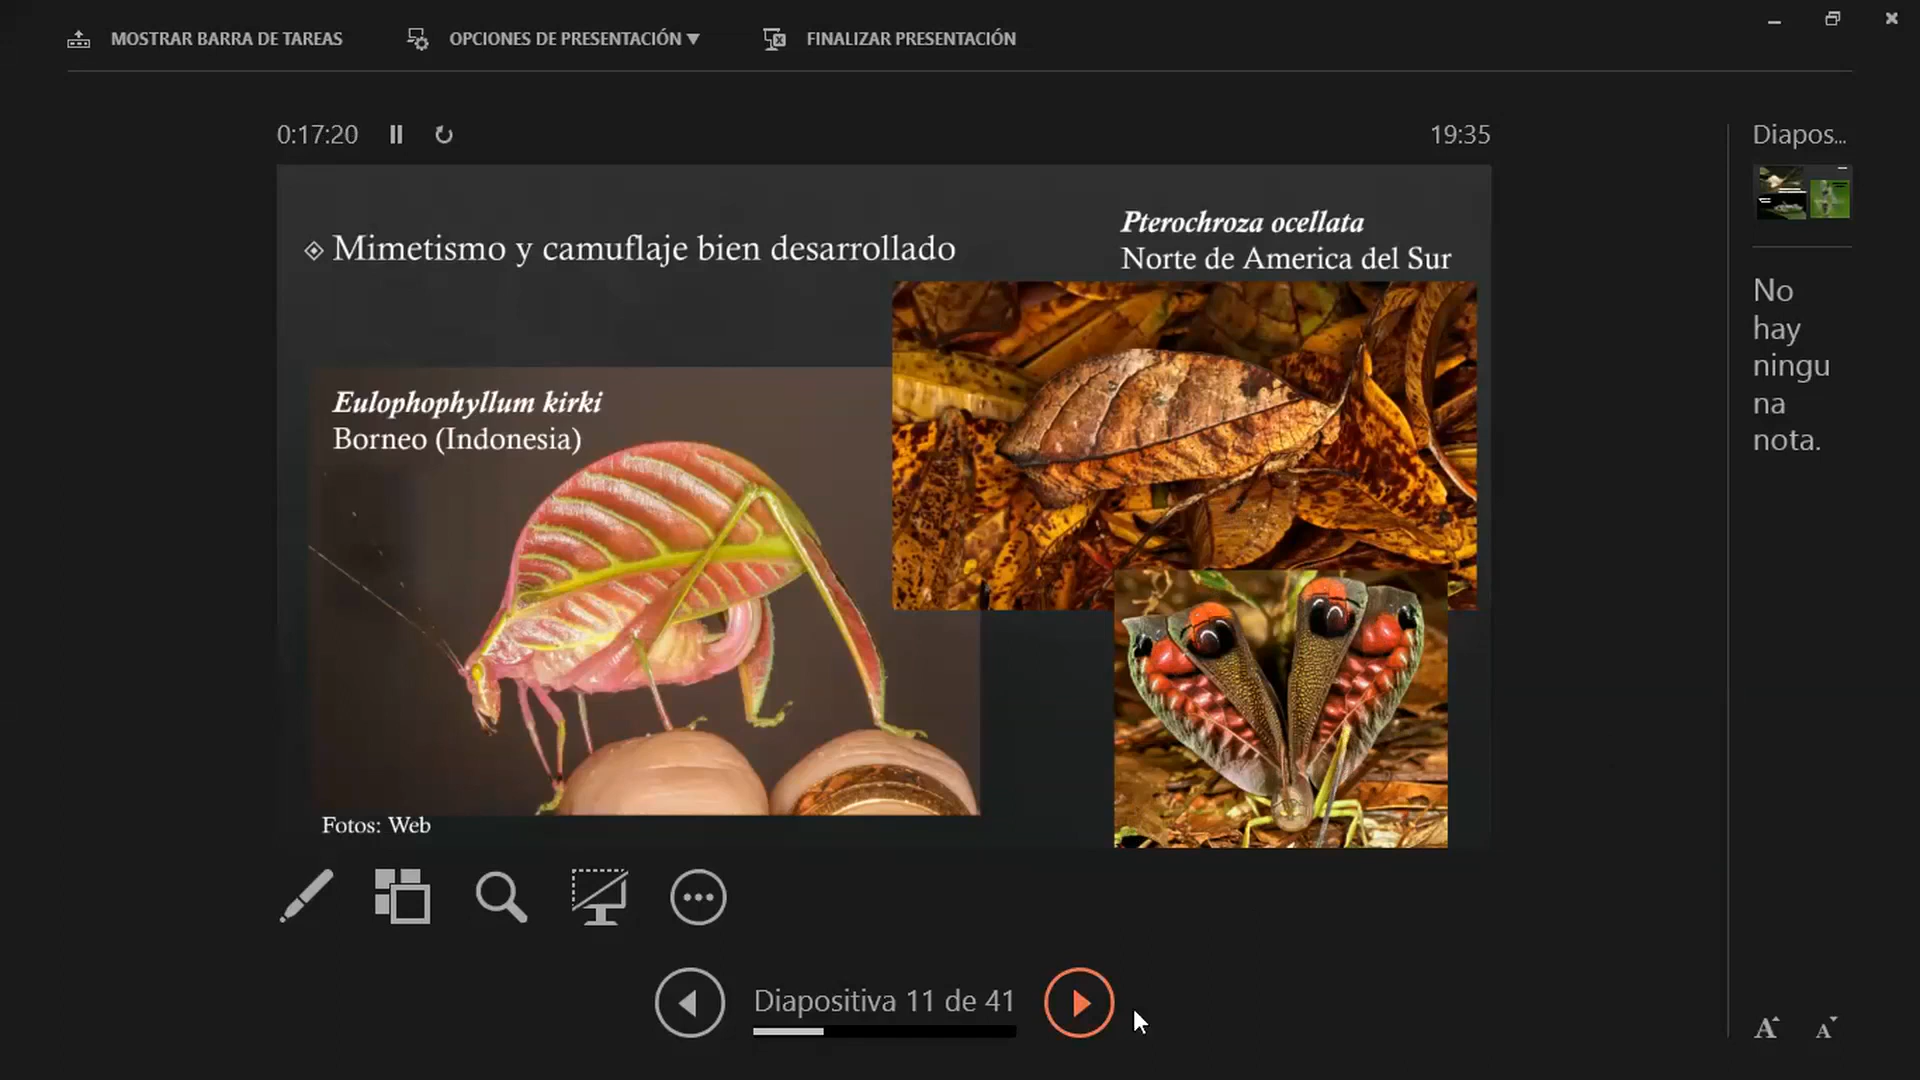 MOSTRAR BARRA DE TAREAS
OPCIONES DE PRESENTACIÓN
FINALIZAR PRESENTACIÓN
0:17:20
19:35
Mimetismo y camuflaje bien desarrollado
Pterochroza ocellata
Norte de America del Sur
Eulophophyllum kirki
Borneo (Indonesia)
Fotos: Web
Diapositiva 11 de 41
Diapos...
No
hay
ningu
na
nota.
A A